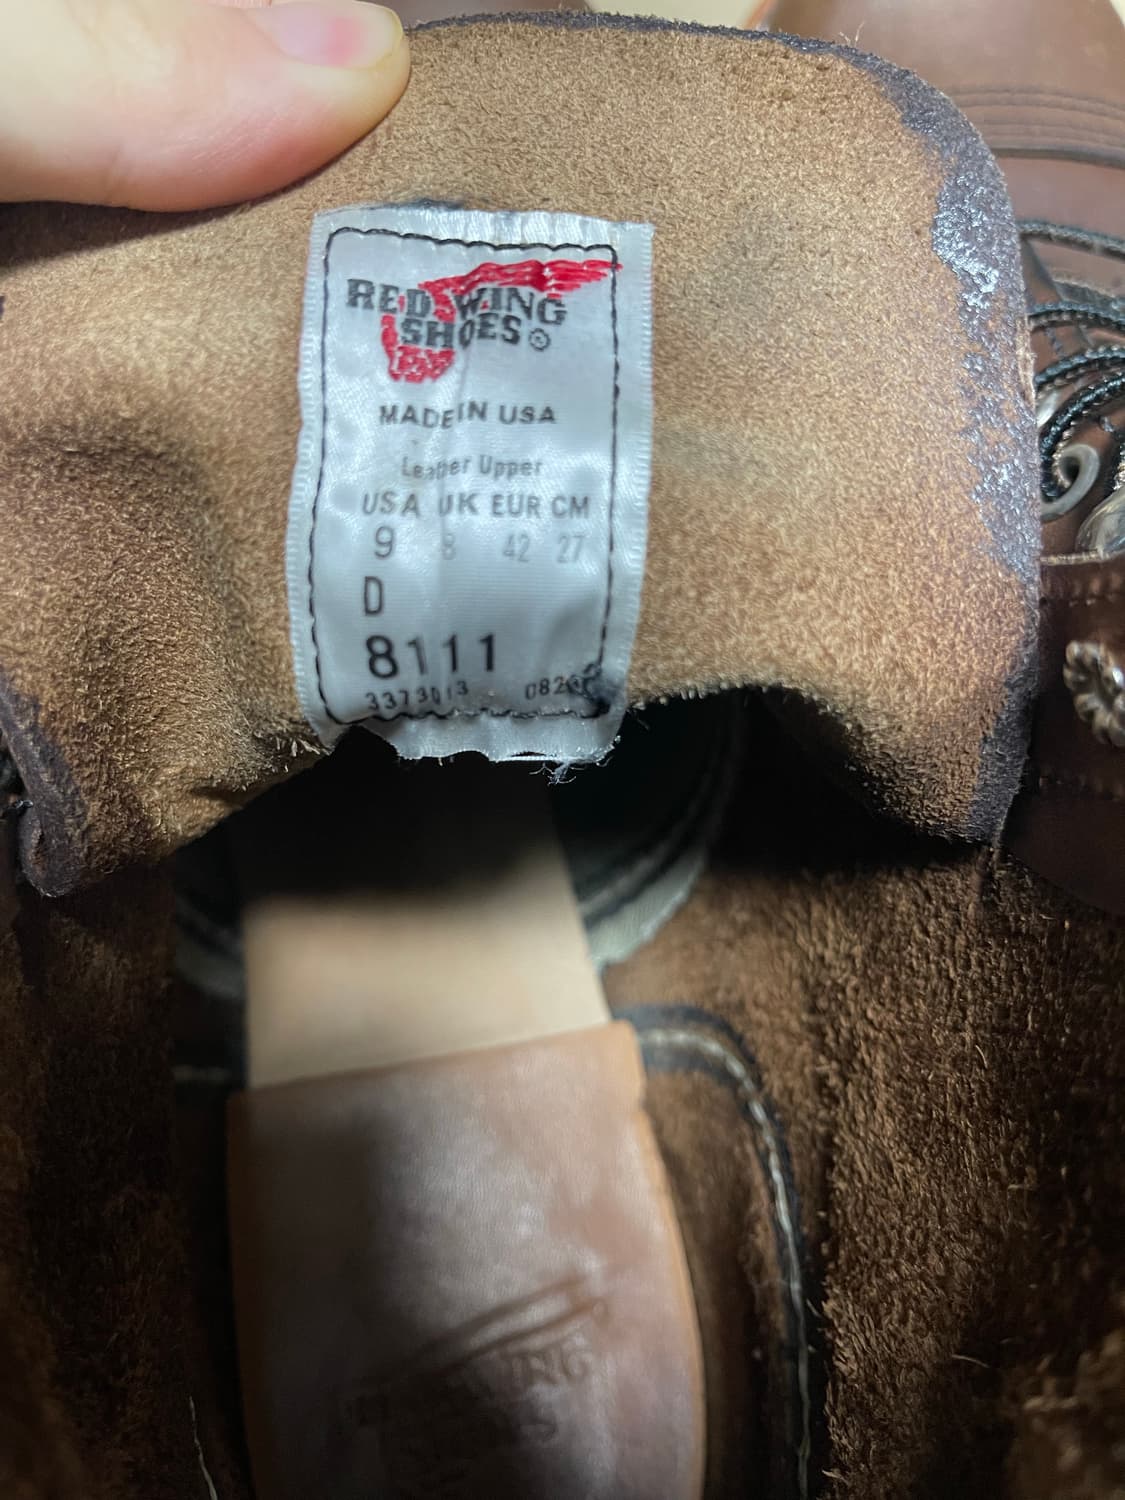 RED WING
SHOES®
MADE IN USA
Leather Upper
USA UK EUR CM
9 8 42 27
D
8111